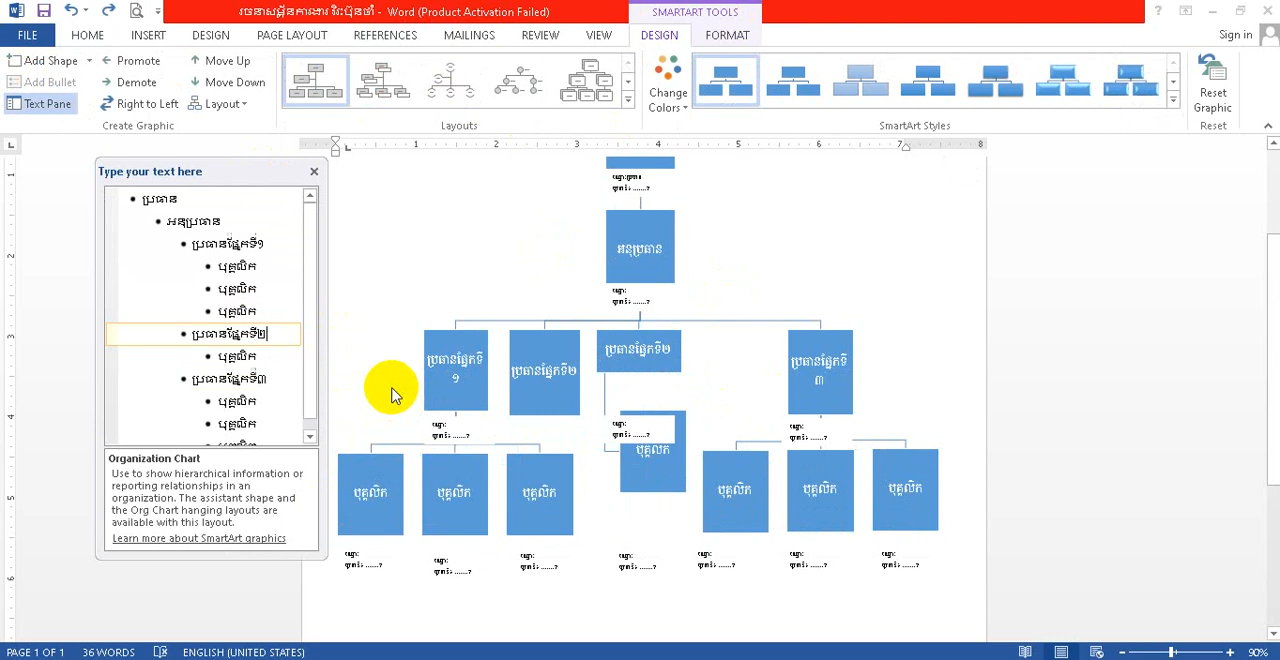 រចនាសម្ព័ន្ធការងារ
- Word (Product Activation Failed)
SMARTART TOOLS
FILE
HOME
INSERT
DESIGN
PAGE LAYOUT
REFERENCES
MAILINGS
REVIEW
VIEW
DESIGN
FORMAT
Sign in
Add Shape
Promote
Move Up
Add Bullet
Demote
Move Down
Text Pane
Right to Left
Layout
Create Graphic
Layouts
Change
Colors
SmartArt Styles
Reset
Graphic
Reset
1 2 3 4 5 6 7 8
Type your text here
ប្រធាន
អនុប្រធាន
ប្រធានផ្នែកទី១
បុគ្គលិក
បុគ្គលិក
បុគ្គលិក
ប្រធានផ្នែកទី២
បុគ្គលិក
ប្រធានផ្នែកទី៣
បុគ្គលិក
បុគ្គលិក
Organization Chart
Use to show hierarchical information or
reporting relationships in an
organization. The assistant shape and
the Org Chart hanging layouts are
available with this layout.
Learn more about SmartArt graphics
អនុប្រធាន
ប្រធានផ្នែកទី
១
ប្រធានផ្នែកទី២
ប្រធានផ្នែកទី២
ប្រធានផ្នែកទី
៣
បុគ្គលិក
បុគ្គលិក
បុគ្គលិក
បុគ្គលិក
បុគ្គលិក
បុគ្គលិក
បុគ្គលិក
PAGE 1 OF 1
36 WORDS
ENGLISH (UNITED STATES)
90%